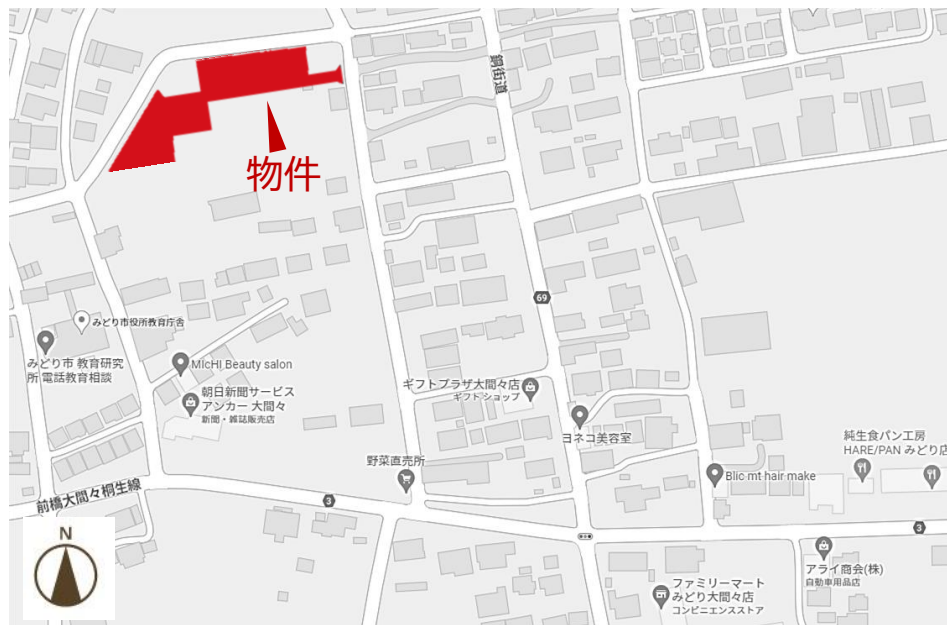 銅街道
物件
69
みどり市役所教育庁舎
みどり市 教育研究
所 電話教育相談
MICHI Beauty salon
朝日新聞サービス
アンカー 大間々
新聞・雑誌販売店
ギフトプラザ大間々店
ギフト ショップ
ヨネコ美容室
純生食パン工房
HARE/PAN みどり店
野菜直売所
Blic mt hair make
前橋大間々桐生線
3
3
N
アライ商会(株)
自動車用品店
ファミリーマート
みどり大間々店
コンビニエンスストア